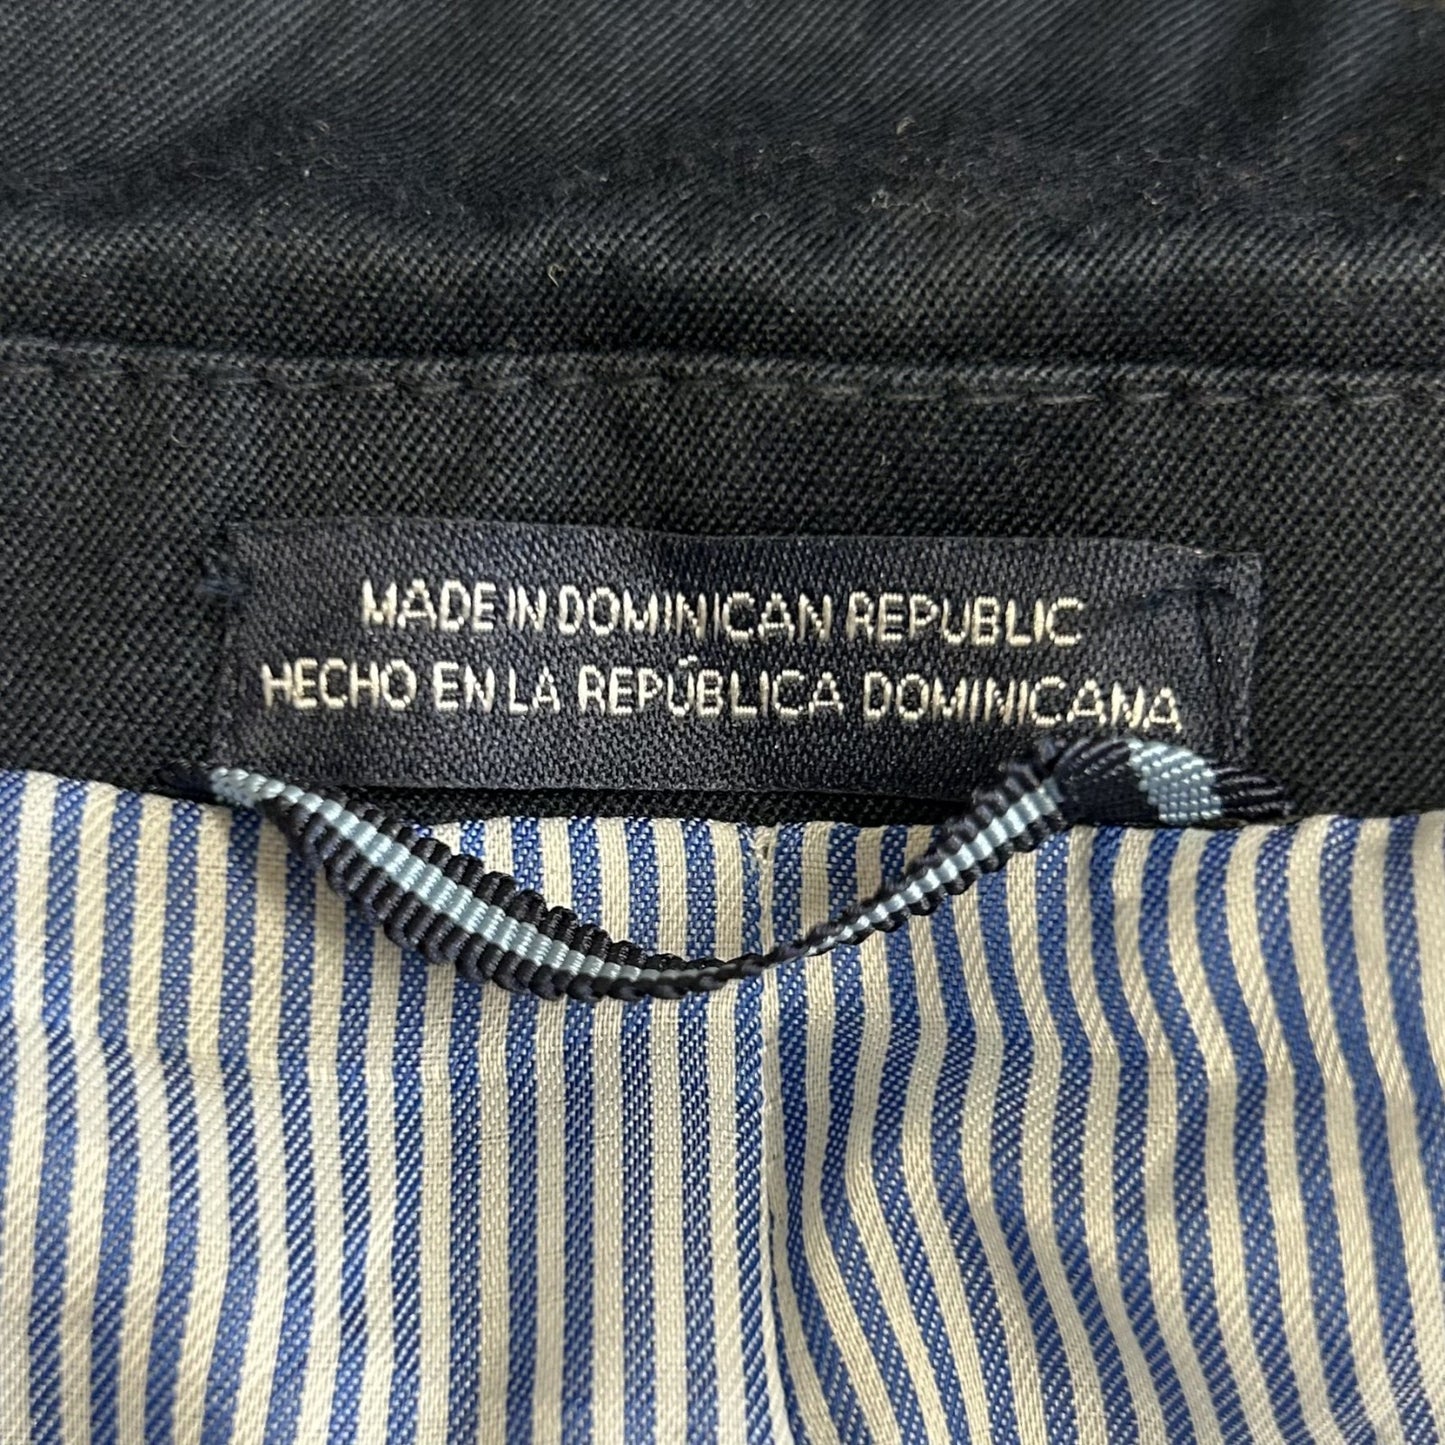 MADE IN DOMINICAN REPUBLIC
HECHO EN LA REPÚBLICA DOMINICANA